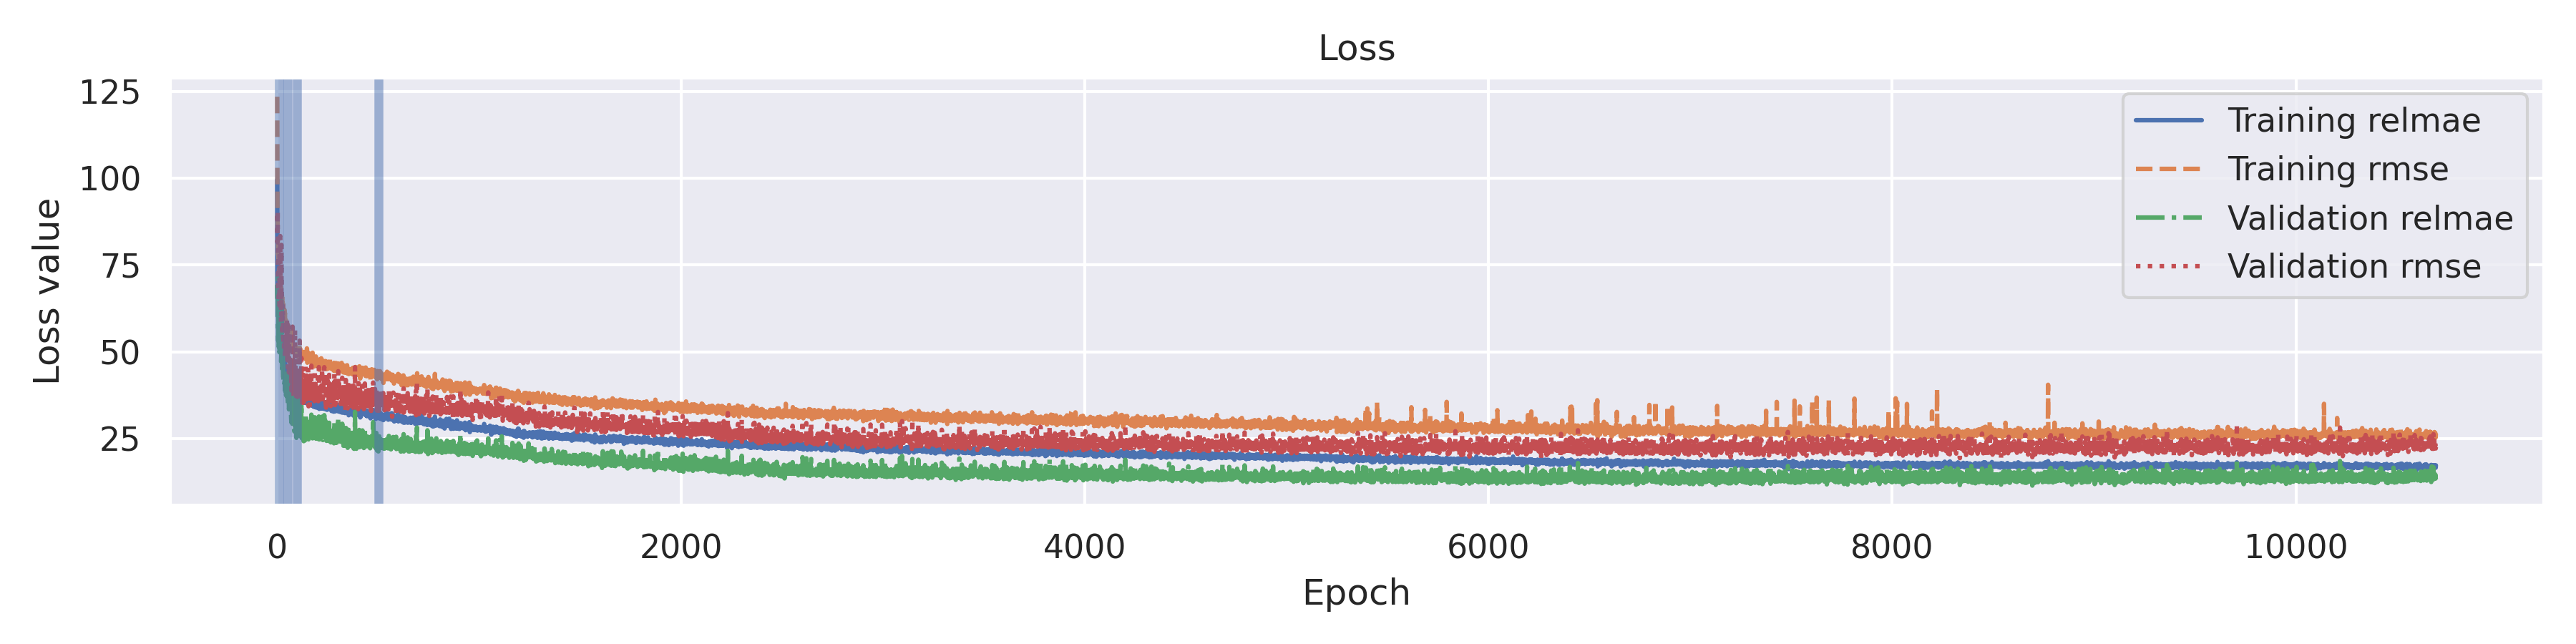 Loss
125
100
75
50
25
Loss value
Training relmae
Training rmse
Validation relmae
Validation rmse
0
2000
4000
6000
8000
10000
Epoch